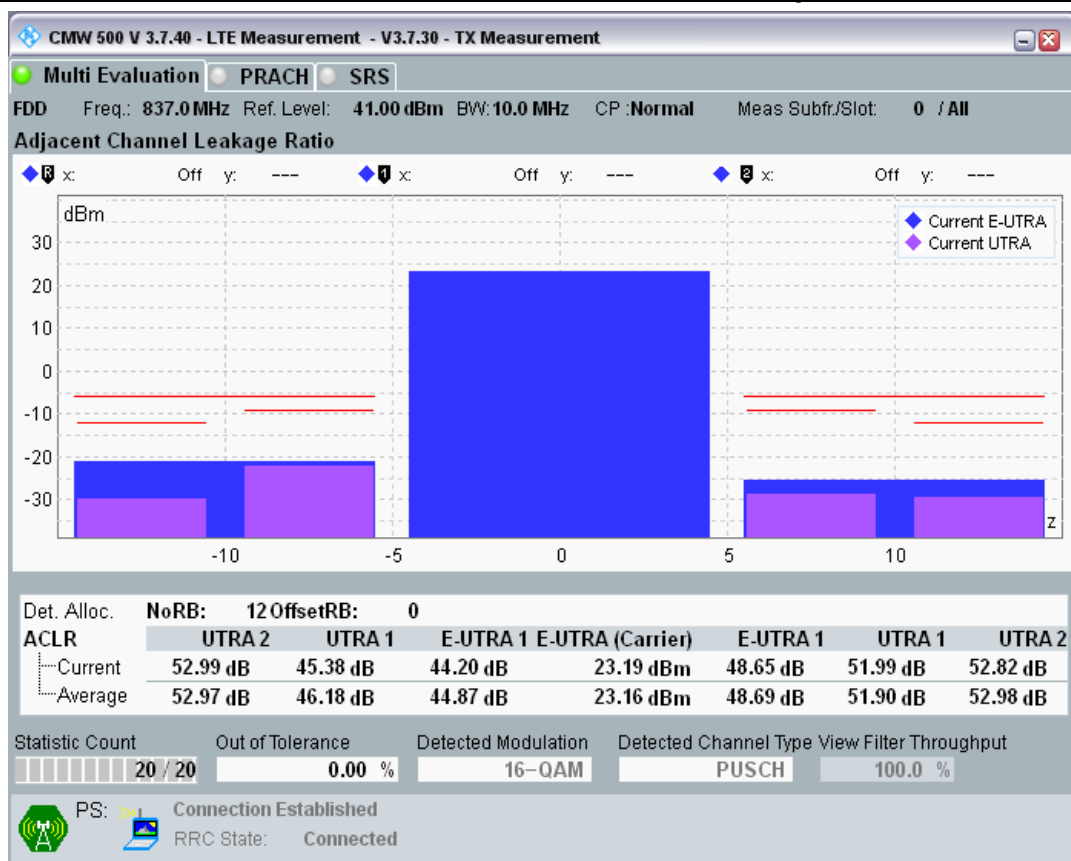 CMW 500 V 3.7.40 - LTE Measurement - V3.7.30 - TX Measurement
Multi Evaluation PRACH SRS
FDD Freq.: 837.0 MHz Ref. Level: 41.00 dBm BW: 10.0 MHz CP :Normal Meas Subfr./Slot: 0 / All
Adjacent Channel Leakage Ratio
R x: Off y: --- 1 x: Off y: --- 2 x: Off y: ---
dBm
Current E-UTRA
Current UTRA
30
20
10
0
-10
-20
-30
z
-10 -5 0 5 10
Det. Alloc. NoRB: 12 OffsetRB: 0
ACLR UTRA 2 UTRA 1 E-UTRA 1 E-UTRA (Carrier) E-UTRA 1 UTRA 1 UTRA 2
Current 52.99 dB 45.38 dB 44.20 dB 23.19 dBm 48.65 dB 51.99 dB 52.82 dB
Average 52.97 dB 46.18 dB 44.87 dB 23.16 dBm 48.69 dB 51.90 dB 52.98 dB
Statistic Count Out of Tolerance Detected Modulation Detected Channel Type View Filter Throughput
20 / 20 0.00 % 16-QAM PUSCH 100.0 %
PS: Connection Established
RRC State: Connected